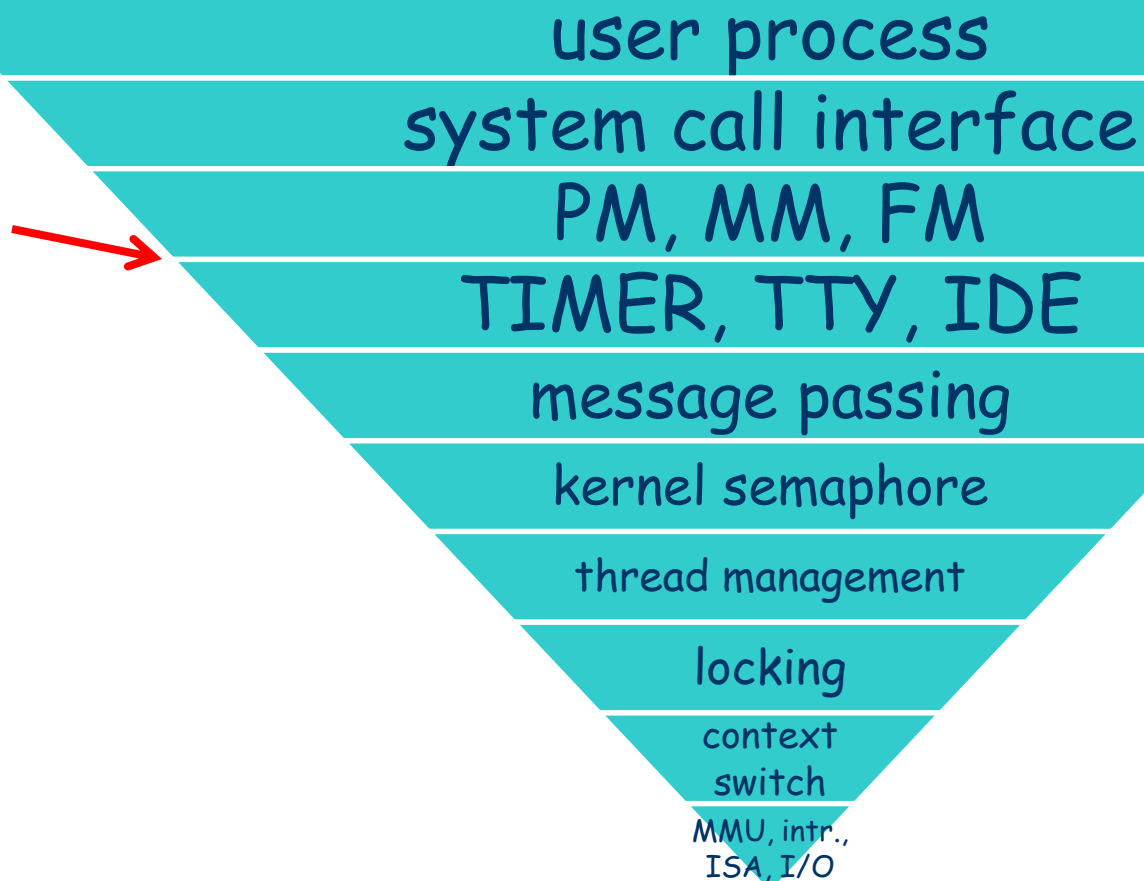 user process
system call interface
PM, MM, FM
TIMER, TTY, IDE
message passing
kernel semaphore
thread management
locking
context
switch
MMU, intr.,
ISA, I/O